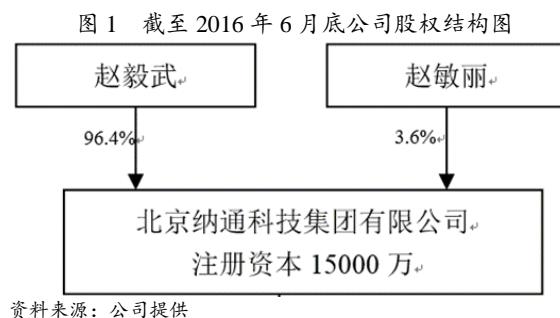 图 1 截至 2016 年 6 月底公司股权结构图
赵毅武 赵敏丽
96.4% 3.6%
北京纳通科技集团有限公司
注册资本 15000 万
资料来源：公司提供